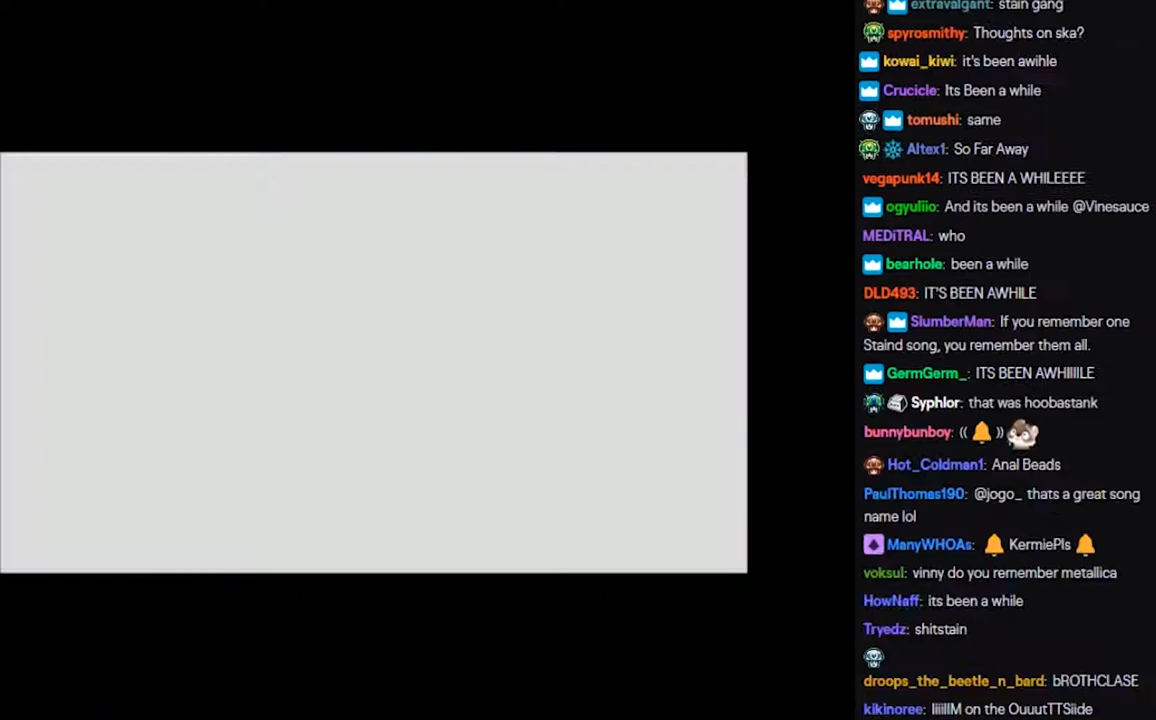 extravalgant: stain gang
spyrosmithy: Thoughts on ska?
kowai_kiwi: it's been awihle
Crucicle: Its Been a while
tomushi: same
Altex1: So Far Away
vegapunk14: ITS BEEN A WHILEEEE
ogyuliio: And its been a while @Vinesauce
MEDiTRAL: who
bearhole: been a while
DLD493: IT'S BEEN AWHILE
SlumberMan: If you remember one
Staind song, you remember them all.
GermGerm_: ITS BEEN AWHIIIILE
Syphlor: that was hoobastank
bunnybunboy: (( ))
Hot_Coldman1: Anal Beads
PaulThomas190: @jogo_ thats a great song
name lol
ManyWHOAs: KermiePls
voksul: vinny do you remember metallica
HowNaff: its been a while
Tryedz: shitstain
droops_the_beetle_n_bard: bROTHCLASE
kikinoree: IiiillIM on the OuuutTTSiide